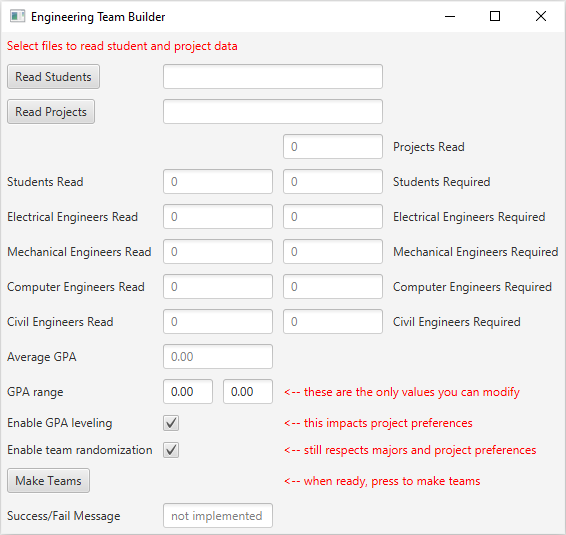 Engineering Team Builder
Select files to read student and project data
Read Students
Read Projects
0 Projects Read
Students Read 0 0 Students Required
Electrical Engineers Read 0 0 Electrical Engineers Required
Mechanical Engineers Read 0 0 Mechanical Engineers Required
Computer Engineers Read 0 0 Computer Engineers Required
Civil Engineers Read 0 0 Civil Engineers Required
Average GPA 0.00
GPA range 0.00 0.00 <-- these are the only values you can modify
Enable GPA leveling <-- this impacts project preferences
Enable team randomization <-- still respects majors and project preferences
Make Teams <-- when ready, press to make teams
Success/Fail Message not implemented